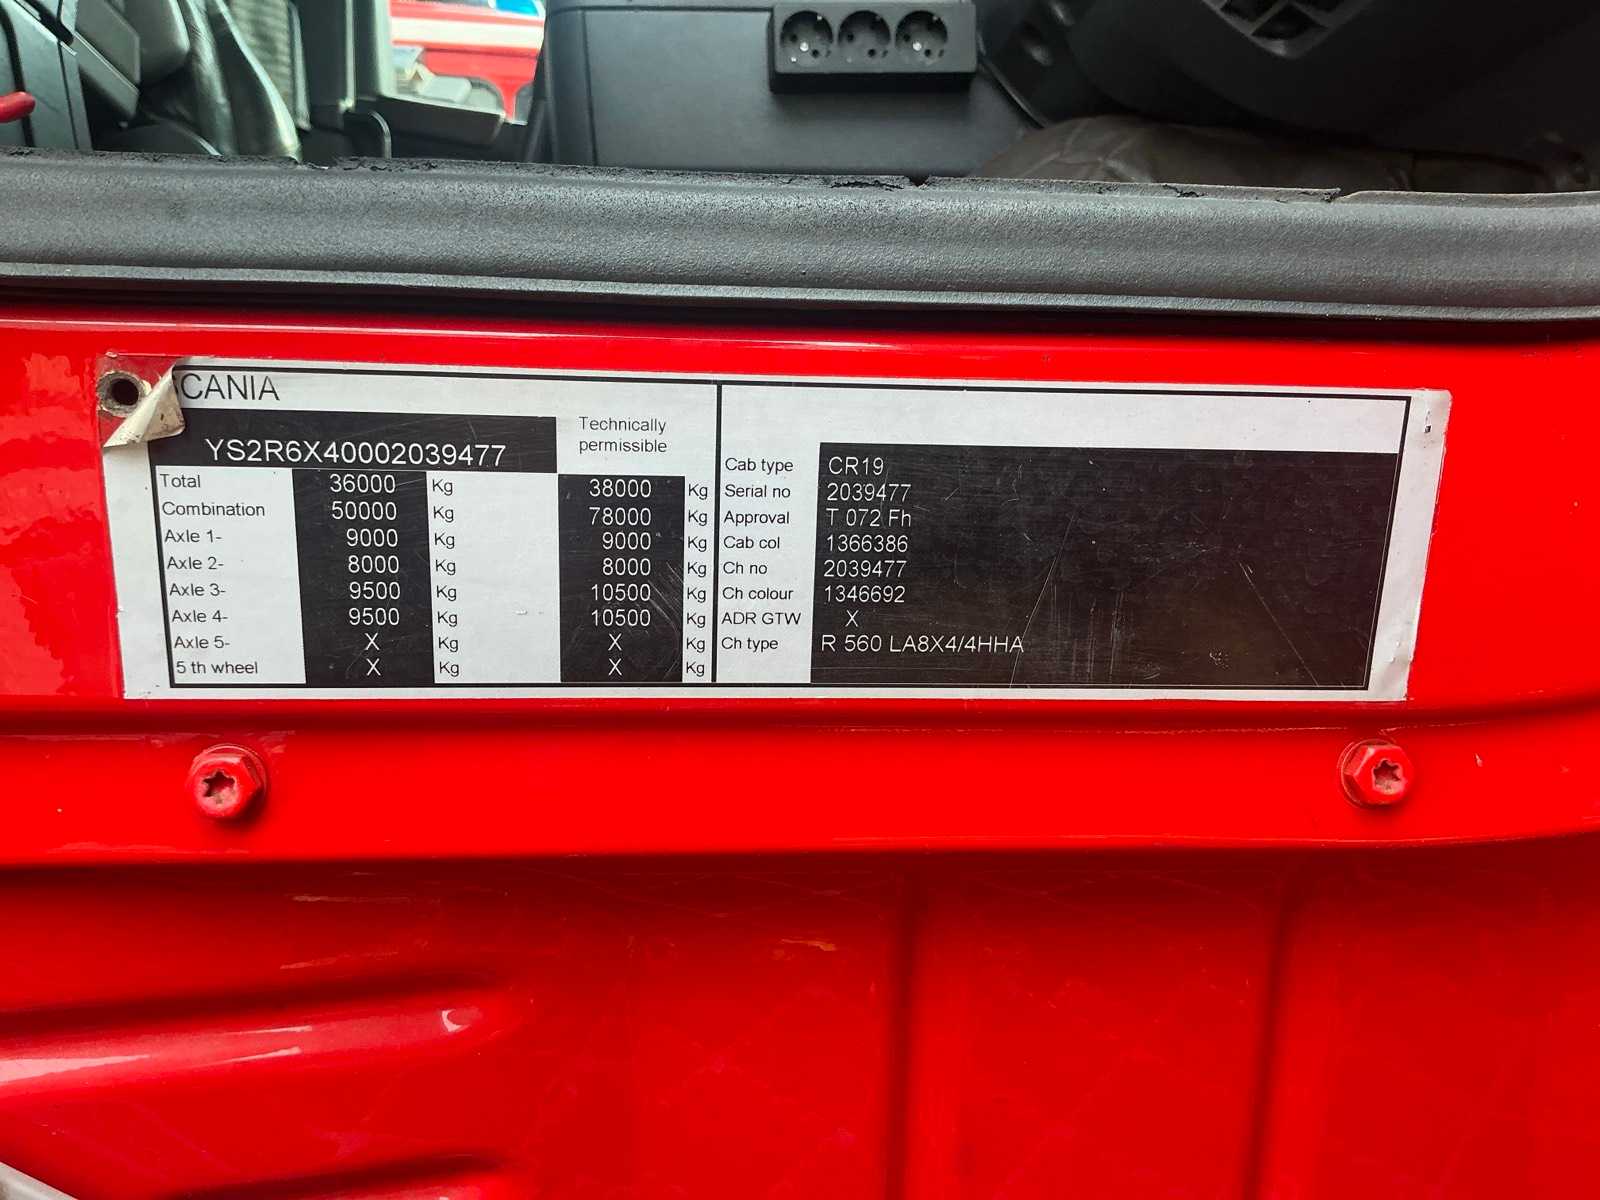 CANIA
YS2R6X40002039477
Technically
permissible
Total 36000 Kg 38000 Kg
Combination 50000 Kg 78000 Kg
Axle 1- 9000 Kg 9000 Kg
Axle 2- 8000 Kg 8000 Kg
Axle 3- 9500 Kg 10500 Kg
Axle 4- 9500 Kg 10500 Kg
Axle 5- X Kg X Kg
5 th wheel X Kg X Kg
Cab type CR19
Serial no 2039477
Approval T 072 Fh
Cab col 1366386
Ch no 2039477
Ch colour 1346692
ADR GTW X
Ch type R 560 LA8X4/4HHA